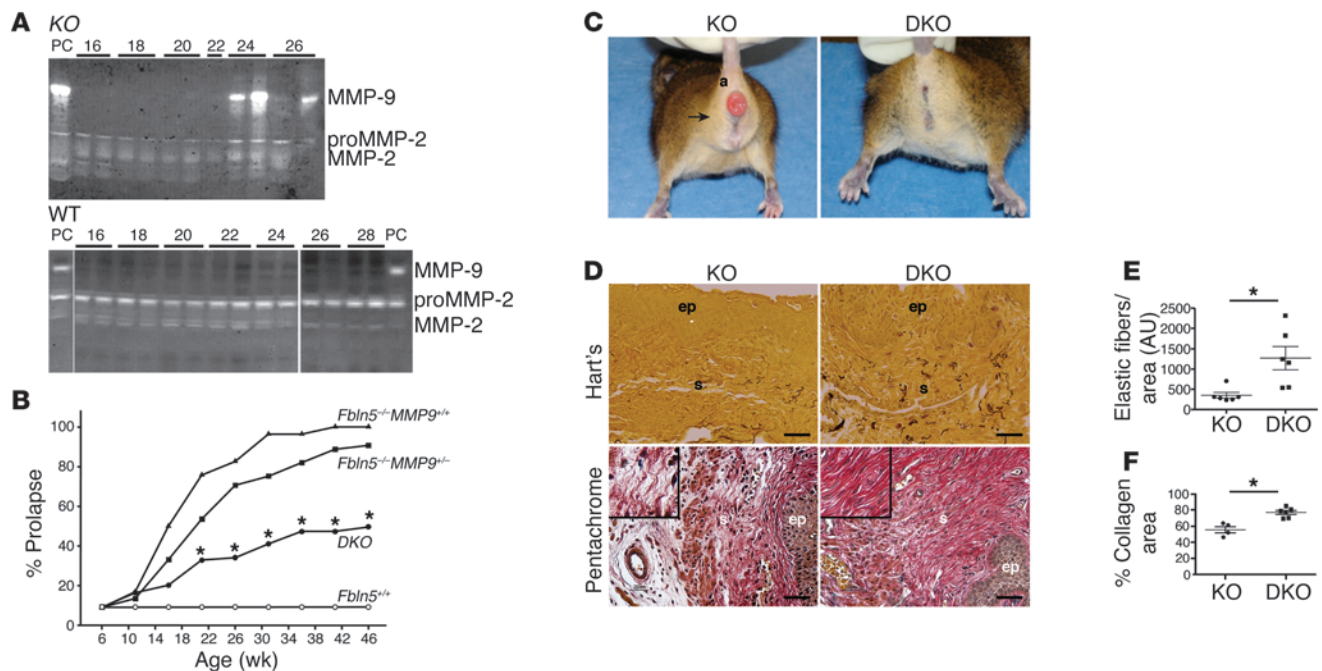 A
KO
PC 16 18 20 22 24 26
MMP-9
proMMP-2
MMP-2
WT
PC 16 18 20 22 24 26 28 PC
MMP-9
proMMP-2
MMP-2
B
% Prolapse
100
80
60
40
20
0
Fbln5–/–MMP9+/+
Fbln5–/–MMP9+/–
* * * * * *
DKO
Fbln5+/+
6 10 14 18 22 26 30 34 38 42 46
Age (wk)
C
KO DKO
a
D
KO DKO
Hart's
ep
s
ep
s
Pentachrome
s
ep
s
ep
E
Elastic fibers/
area (AU)
*
2500
2000
1500
1000
500
0
KO DKO
F
% Collagen
area
*
100
80
60
40
20
0
KO DKO